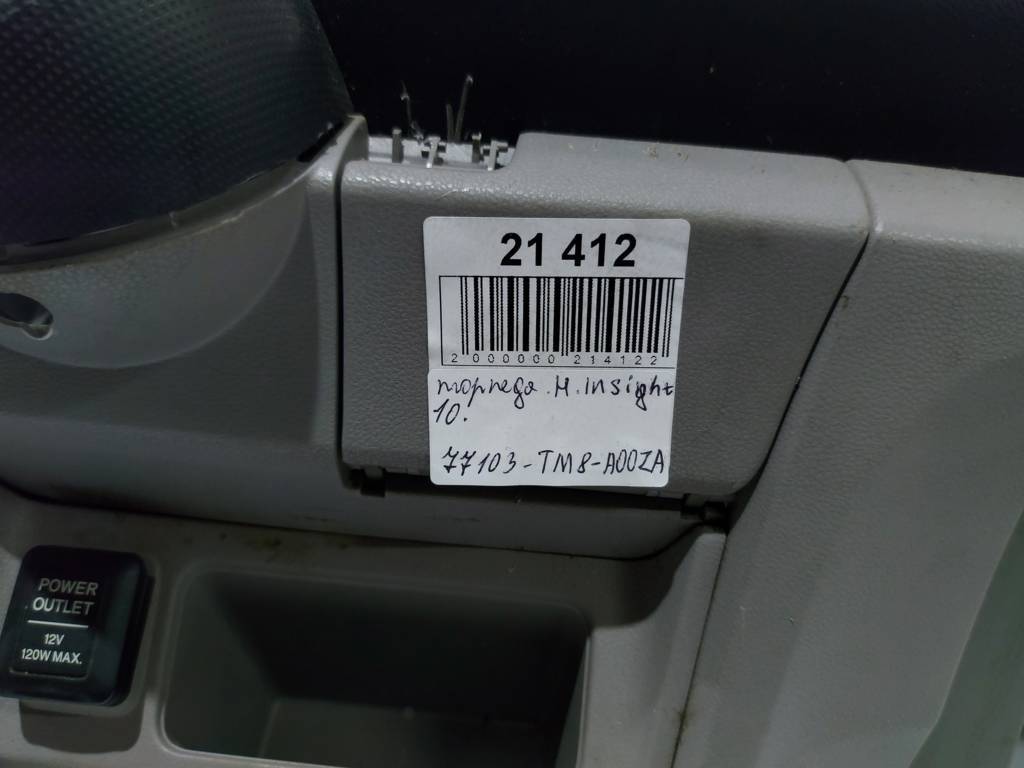 21 412
2 000000 214122
торпеда . H. Insight
10.
77103-TM8-A00ZA
POWER
OUTLET
12V
120W MAX.